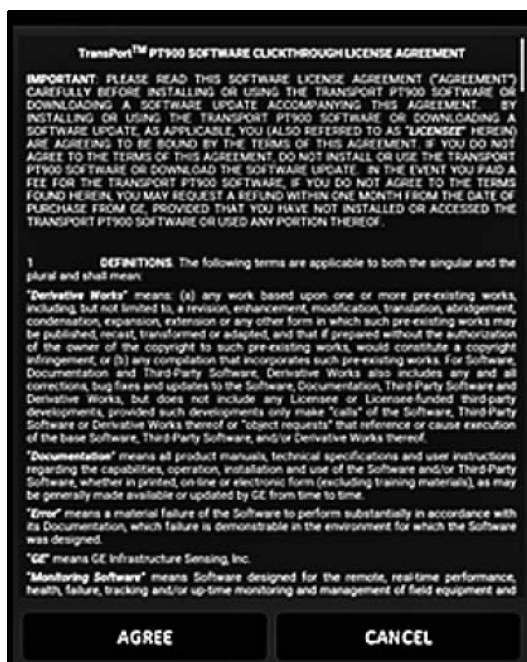 TransPort™ PT900 SOFTWARE CLICKTHROUGH LICENSE AGREEMENT
IMPORTANT: PLEASE READ THIS SOFTWARE LICENSE AGREEMENT ("AGREEMENT")
CAREFULLY BEFORE INSTALLING OR USING THE TRANSPORT PT900 SOFTWARE OR
DOWNLOADING A SOFTWARE UPDATE ACCOMPANYING THIS AGREEMENT. BY
INSTALLING OR USING THE TRANSPORT PT900 SOFTWARE OR DOWNLOADING A
SOFTWARE UPDATE, AS APPLICABLE, YOU (ALSO REFERRED TO AS "LICENSEE" HEREIN)
ARE AGREEING TO BE BOUND BY THE TERMS OF THIS AGREEMENT. IF YOU DO NOT
AGREE TO THE TERMS OF THIS AGREEMENT, DO NOT INSTALL OR USE THE TRANSPORT
PT900 SOFTWARE OR DOWNLOAD THE SOFTWARE UPDATE. IN THE EVENT YOU PAID A
FEE FOR THE TRANSPORT PT900 SOFTWARE, IF YOU DO NOT AGREE TO THE TERMS
FOUND HEREIN, YOU MAY REQUEST A REFUND WITHIN ONE MONTH FROM THE DATE OF
PURCHASE FROM GE, PROVIDED THAT YOU HAVE NOT INSTALLED OR ACCESSED THE
TRANSPORT PT900 SOFTWARE OR USED ANY PORTION THEREOF.
1 DEFINITIONS. The following terms are applicable to both the singular and the
plural and shall mean:
"Derivative Works" means: (a) any work based upon one or more pre-existing works,
including, but not limited to, a revision, enhancement, modification, translation, abridgement,
condensation, expansion, extension or any other form in which such pre-existing works may
be published, recast, transformed or adapted, and that if prepared without the authorization
of the owner of the copyright to such pre-existing works, would constitute a copyright
infringement; or (b) any compilation that incorporates such pre-existing works. For Software,
Documentation and Third-Party Software, Derivative Works also includes any and all
corrections, bug fixes and updates to the Software, Documentation, Third-Party Software and
Derivative Works, but does not include any Licensee or Licensee-funded third-party
developments, provided such developments only make "calls" of the Software, Third-Party
Software or Derivative Works thereof or "object requests" that reference or cause execution
of the base Software, Third-Party Software, and/or Derivative Works thereof.
"Documentation" means all product manuals, technical specifications and user instructions
regarding the capabilities, operation, installation and use of the Software and/or Third-Party
Software, whether in printed, on-line or electronic form (excluding training materials), as may
be generally made available or updated by GE from time to time.
"Error" means a material failure of the Software to perform substantially in accordance with
its Documentation, which failure is demonstrable in the environment for which the Software
was designed.
"GE" means GE Infrastructure Sensing, Inc.
"Monitoring Software" means Software designed for the remote, real-time performance,
health, failure, tracking and/or up-time monitoring and management of field equipment and
AGREE
CANCEL